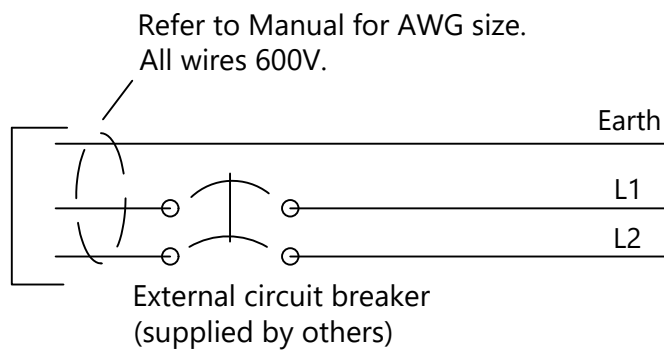 Refer to Manual for AWG size.
All wires 600V.
Earth
L1
L2
External circuit breaker
(supplied by others)